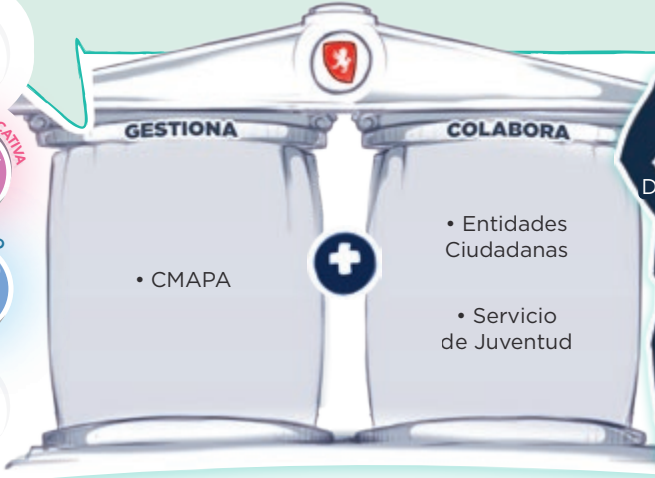 GESTIONA
COLABORA
• CMAPA
• Entidades
Ciudadanas
• Servicio
de Juventud